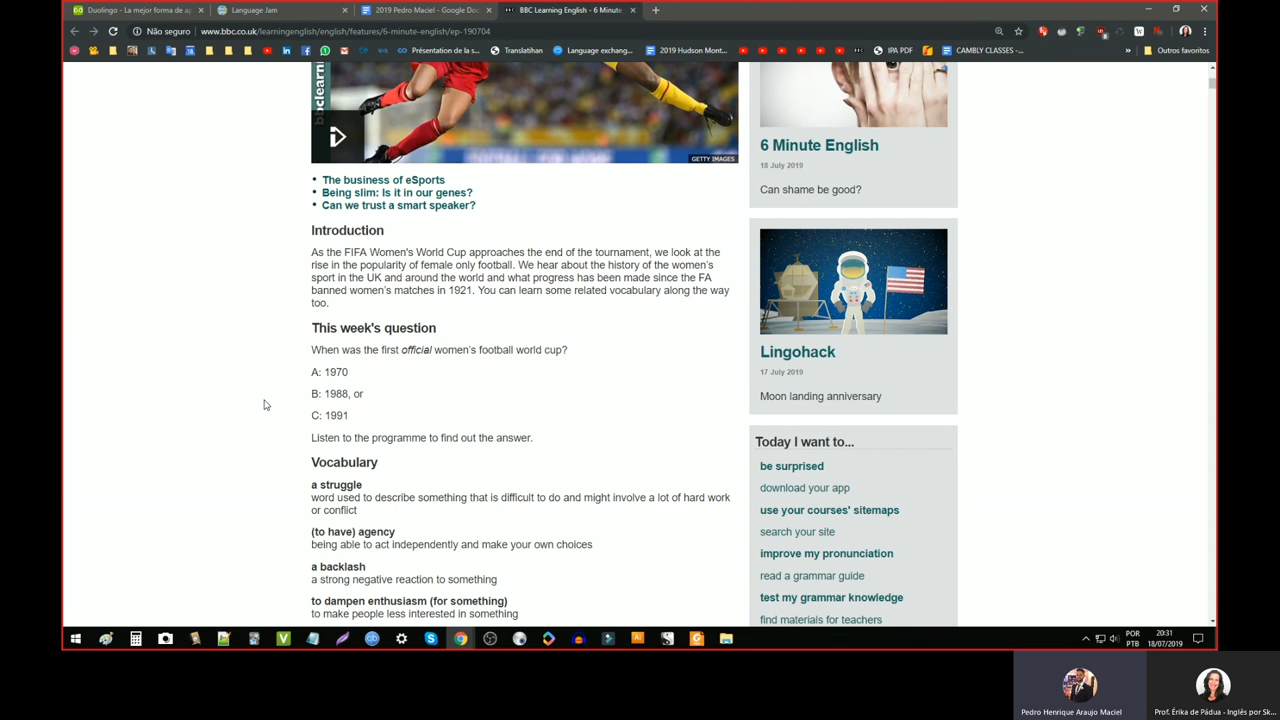 Duolingo - La mejor forma de ap
Language Jam
2019 Pedro Maciel - Google Doc
BBC Learning English - 6 Minute
Não seguro
www.bbc.co.uk/learningenglish/english/features/6-minute-english/ep-190704
Présentation de la s...
Translatihan
Language exchang...
2019 Hudson Mont...
IPA PDF
CAMBLY CLASSES -...
Outros favoritos
bbclearni
GETTY IMAGES
The business of eSports
Being slim: Is it in our genes?
Can we trust a smart speaker?
Introduction
As the FIFA Women's World Cup approaches the end of the tournament, we look at the
rise in the popularity of female only football. We hear about the history of the women's
sport in the UK and around the world and what progress has been made since the FA
banned women's matches in 1921. You can learn some related vocabulary along the way
too.
This week's question
When was the first official women's football world cup?
A: 1970
B: 1988, or
C: 1991
Listen to the programme to find out the answer.
Vocabulary
a struggle
word used to describe something that is difficult to do and might involve a lot of hard work
or conflict
(to have) agency
being able to act independently and make your own choices
a backlash
a strong negative reaction to something
to dampen enthusiasm (for something)
to make people less interested in something
6 Minute English
18 July 2019
Can shame be good?
Lingohack
17 July 2019
Moon landing anniversary
Today I want to...
be surprised
download your app
use your courses' sitemaps
search your site
improve my pronunciation
read a grammar guide
test my grammar knowledge
find materials for teachers
POR
PTB
20:31
18/07/2019
Pedro Henrique Araujo Maciel
Prof. Érika de Pádua - Inglês por Sk...